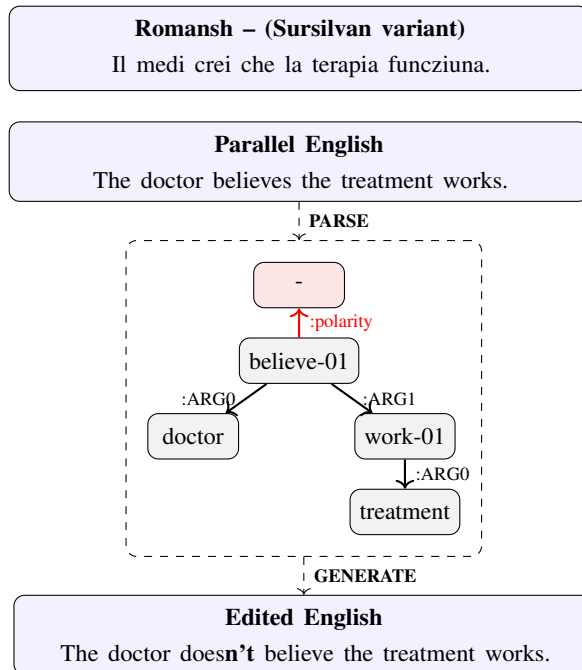 Romansh – (Sursilvan variant)
Il medi crei che la terapia funcziuna.
Parallel English
The doctor believes the treatment works.
PARSE
-
:polarity
believe-01
:ARG0
:ARG1
doctor
work-01
:ARG0
treatment
GENERATE
Edited English
The doctor doesn't believe the treatment works.